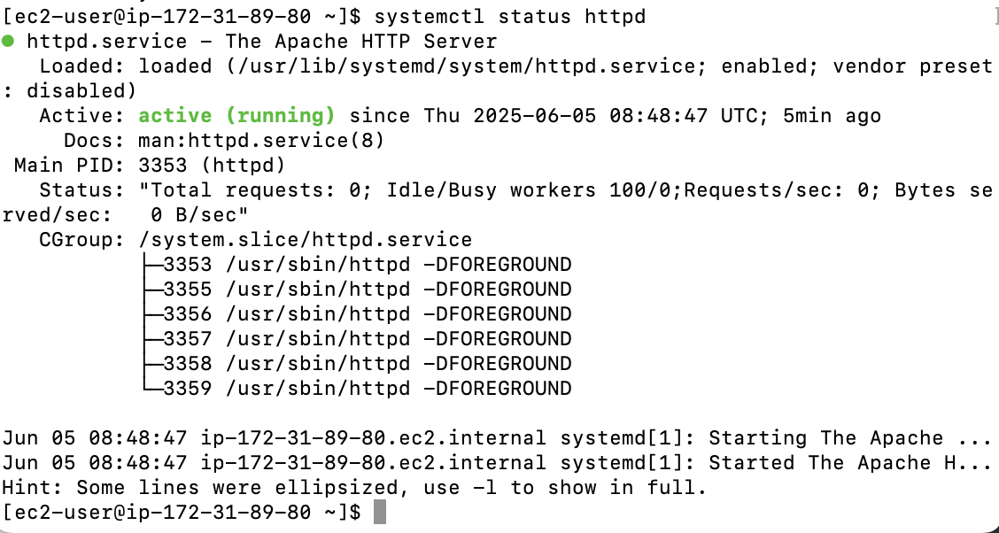 [ec2-user@ip-172-31-89-80 ~]$ systemctl status httpd
● httpd.service - The Apache HTTP Server
   Loaded: loaded (/usr/lib/systemd/system/httpd.service; enabled; vendor preset
: disabled)
   Active: active (running) since Thu 2025-06-05 08:48:47 UTC; 5min ago
     Docs: man:httpd.service(8)
 Main PID: 3353 (httpd)
   Status: "Total requests: 0; Idle/Busy workers 100/0;Requests/sec: 0; Bytes se
rved/sec:   0 B/sec"
   CGroup: /system.slice/httpd.service
           ├─3353 /usr/sbin/httpd -DFOREGROUND
           ├─3355 /usr/sbin/httpd -DFOREGROUND
           ├─3356 /usr/sbin/httpd -DFOREGROUND
           ├─3357 /usr/sbin/httpd -DFOREGROUND
           ├─3358 /usr/sbin/httpd -DFOREGROUND
           └─3359 /usr/sbin/httpd -DFOREGROUND

Jun 05 08:48:47 ip-172-31-89-80.ec2.internal systemd[1]: Starting The Apache ...
Jun 05 08:48:47 ip-172-31-89-80.ec2.internal systemd[1]: Started The Apache H...
Hint: Some lines were ellipsized, use -l to show in full.
[ec2-user@ip-172-31-89-80 ~]$